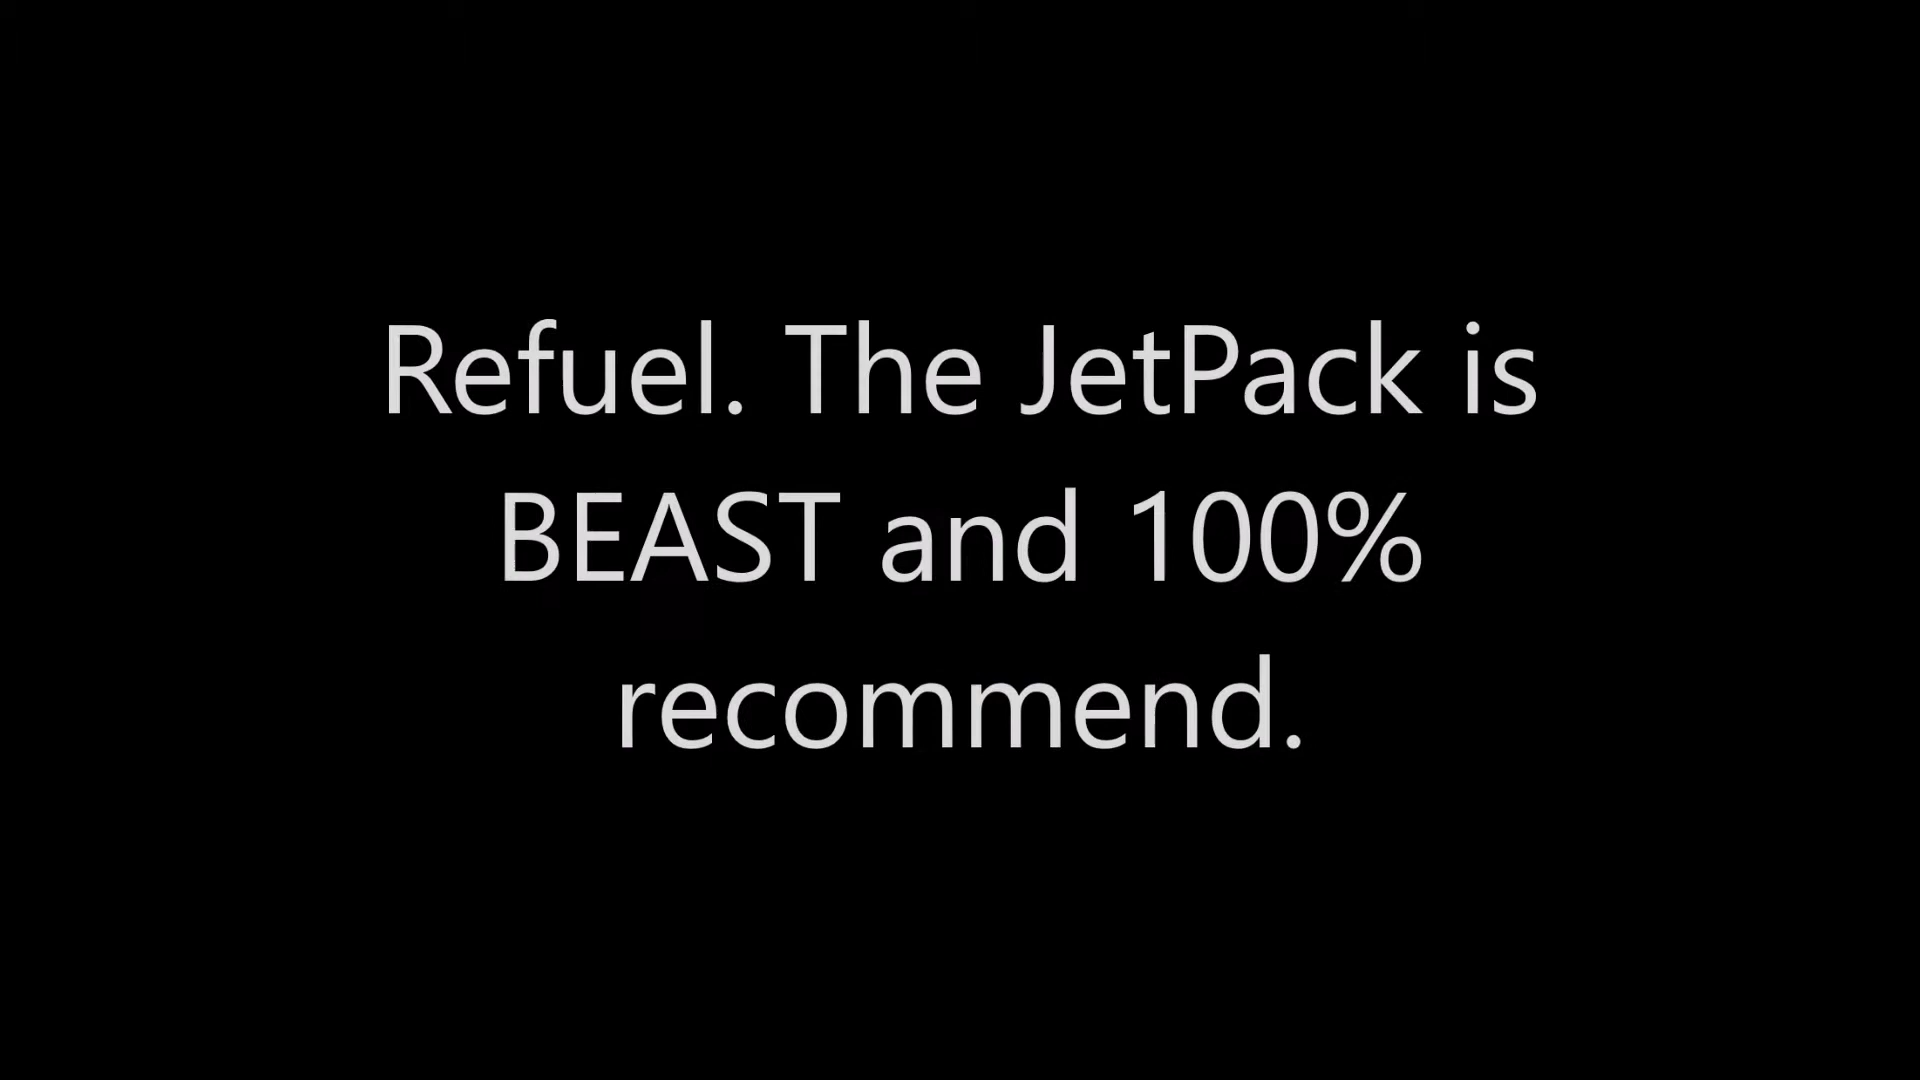 Refuel. The JetPack is
BEAST and 100%
recommend.